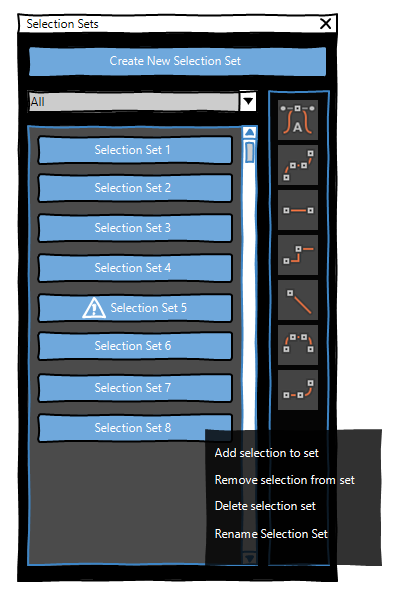 Selection Sets
Create New Selection Set
All
A
Selection Set 1
Selection Set 2
Selection Set 3
Selection Set 4
Selection Set 5
Selection Set 6
Selection Set 7
Selection Set 8
Add selection to set
Remove selection from set
Delete selection set
Rename Selection Set